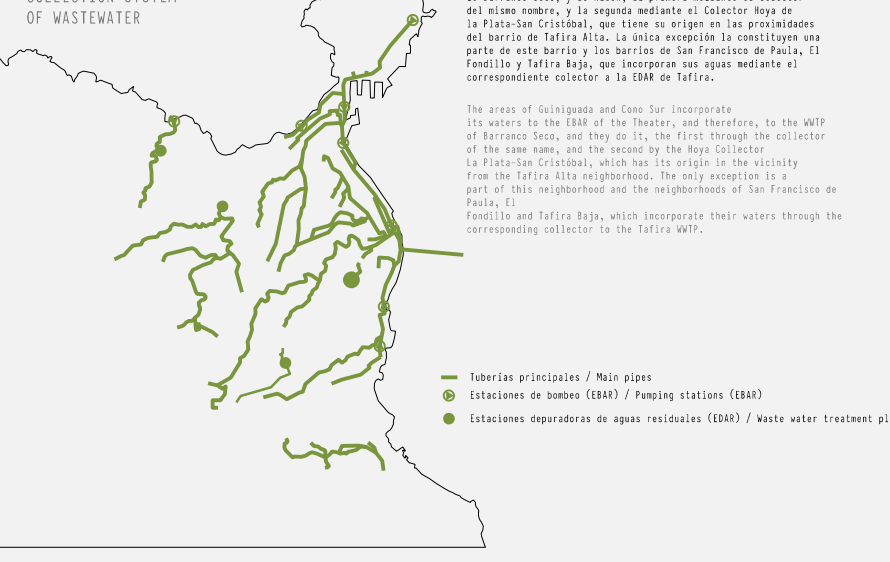 COLLECTION SYSTEM
OF WASTEWATER
del mismo nombre, y la segunda mediante el Colector Hoya de
la Plata-San Cristóbal, que tiene su origen en las proximidades
del barrio de Tafira Alta. La única excepción la constituyen una
parte de este barrio y los barrios de San Francisco de Paula, El
Fondillo y Tafira Baja, que incorporan sus aguas mediante el
correspondiente colector a la EDAR de Tafira.
The areas of Guiniguada and Cono Sur incorporate
its waters to the EBAR of the Theater, and therefore, to the WWTP
of Barranco Seco, and they do it, the first through the collector
of the same name, and the second by the Hoya Collector
La Plata-San Cristóbal, which has its origin in the vicinity
from the Tafira Alta neighborhood. The only exception is a
part of this neighborhood and the neighborhoods of San Francisco de
Paula, El
Fondillo and Tafira Baja, which incorporate their waters through the
corresponding collector to the Tafira WWTP.
Tuberías principales / Main pipes
Estaciones de bombeo (EBAR) / Pumping stations (EBAR)
Estaciones depuradoras de aguas residuales (EDAR) / Waste water treatment pl